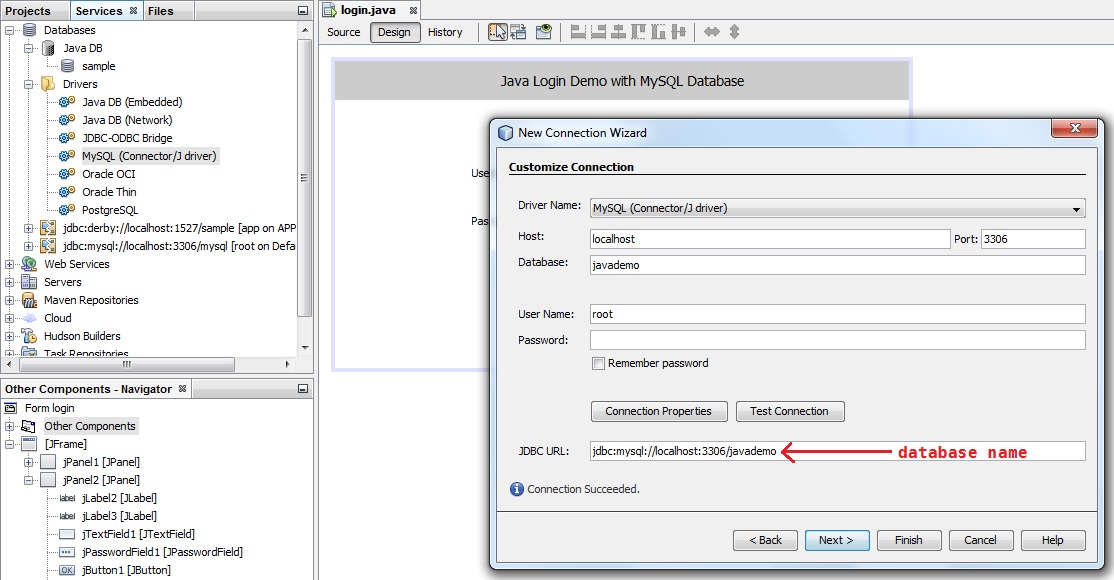 Projects
Services
Files
Databases
Java DB
sample
Drivers
Java DB (Embedded)
Java DB (Network)
JDBC-ODBC Bridge
MySQL (Connector/J driver)
Oracle OCI
Oracle Thin
PostgreSQL
jdbc:derby://localhost:1527/sample [app on APP
jdbc:mysql://localhost:3306/mysql [root on Defa
Web Services
Servers
Maven Repositories
Cloud
Hudson Builders
Task Repositories
Other Components - Navigator
Form login
Other Components
[JFrame]
jPanel1 [JPanel]
jPanel2 [JPanel]
label jLabel2 [JLabel]
label jLabel3 [JLabel]
jTextField1 [JTextField]
jPasswordField1 [JPasswordField]
OK jButton1 [JButton]
login.java
Source Design History
Java Login Demo with MySQL Database
Use
Pas
New Connection Wizard
Customize Connection
Driver Name: MySQL (Connector/J driver)
Host: localhost Port: 3306
Database: javademo
User Name: root
Password:
Remember password
Connection Properties Test Connection
JDBC URL: jdbc:mysql://localhost:3306/javademo database name
Connection Succeeded.
< Back Next > Finish Cancel Help